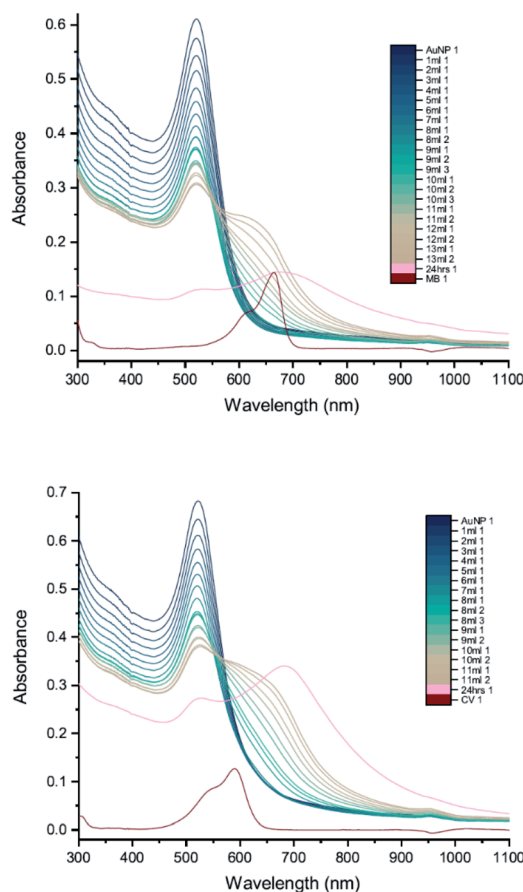 0.6
0.5
0.4
0.3
0.2
0.1
0.0
Absorbance
300 400 500 600 700 800 900 1000 1100
Wavelength (nm)
AuNP 1
1ml 1
2ml 1
3ml 1
4ml 1
5ml 1
6ml 1
7ml 1
8ml 1
8ml 2
9ml 1
9ml 2
9ml 3
10ml 1
10ml 2
10ml 3
11ml 1
11ml 2
12ml 1
12ml 2
13ml 1
13ml 2
24hrs 1
MB 1
0.7
0.6
0.5
0.4
0.3
0.2
0.1
0.0
Absorbance
300 400 500 600 700 800 900 1000 1100
Wavelength (nm)
AuNP 1
1ml 1
2ml 1
3ml 1
4ml 1
5ml 1
6ml 1
7ml 1
8ml 1
8ml 2
8ml 3
9ml 1
9ml 2
10ml 1
10ml 2
11ml 1
11ml 2
24hrs 1
CV 1